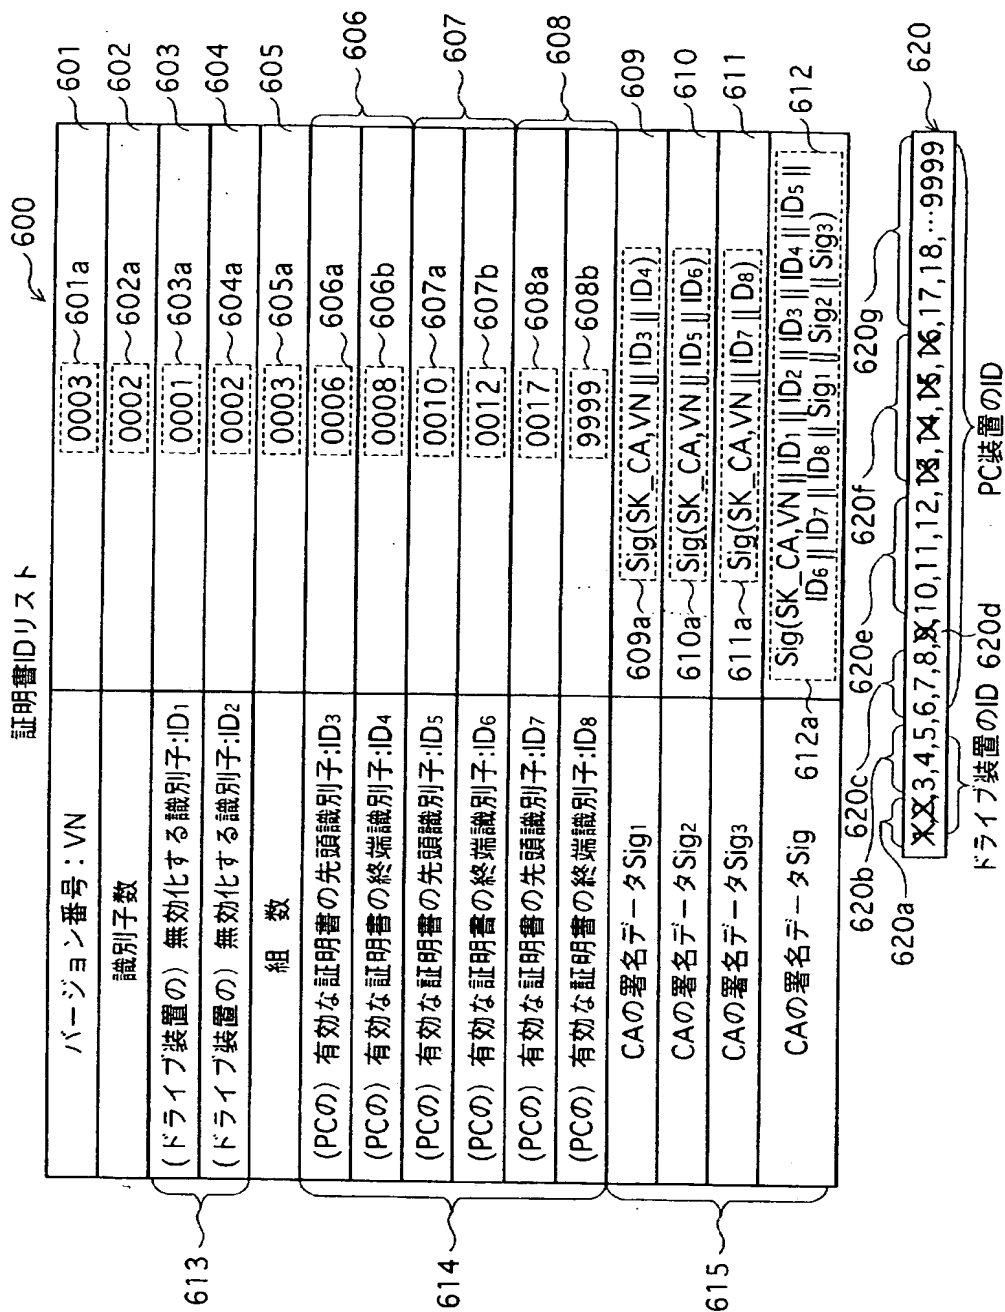 証明書IDリスト
600
バージョン番号：VN 0003 601a 601
識別子数 0002 602a 602
(ドライブ装置の) 無効化する識別子:ID1 0001 603a 603
(ドライブ装置の) 無効化する識別子:ID2 0002 604a 604
613
組 数 0003 605a 605
(PCの) 有効な証明書の先頭識別子:ID3 0006 606a
(PCの) 有効な証明書の終端識別子:ID4 0008 606b
606
(PCの) 有効な証明書の先頭識別子:ID5 0010 607a
(PCの) 有効な証明書の終端識別子:ID6 0012 607b
607
(PCの) 有効な証明書の先頭識別子:ID7 0017 608a
(PCの) 有効な証明書の終端識別子:ID8 9999 608b
608
614
CAの署名データSig1 609a Sig(SK_CA,VN || ID3 || ID4) 609
CAの署名データSig2 610a Sig(SK_CA,VN || ID5 || ID6) 610
CAの署名データSig3 611a Sig(SK_CA,VN || ID7 || D8) 611
CAの署名データSig 612a Sig(SK_CA,VN || ID1 || ID2 || ID3 || ID4 || ID5 ||
ID6 || ID7 || ID8 || Sig1 || Sig2 || Sig3) 612
615
620a 620b 620c 620e 620f 620g 620
1,2,3,4,5,6,7,8,9,10,11,12,13,14,15,16,17,18,…9999
ドライブ装置のID 620d PC装置のID